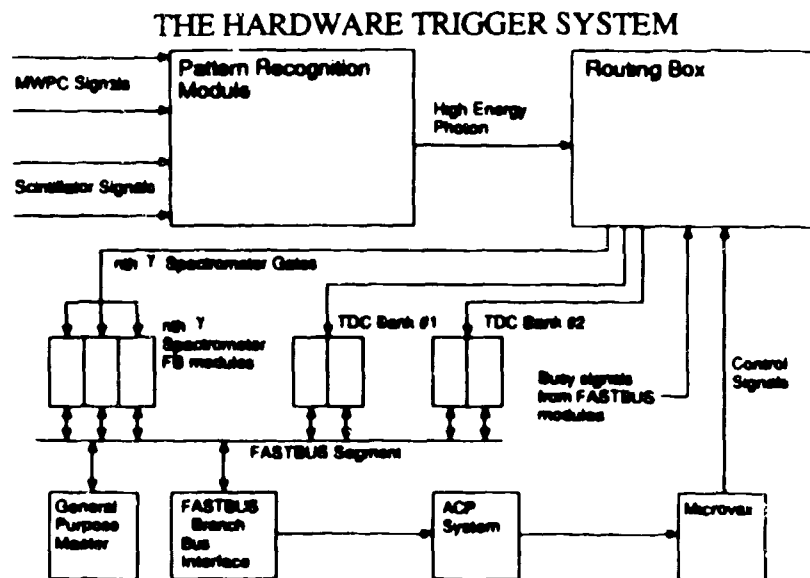 THE HARDWARE TRIGGER SYSTEM
MWPC Signals
Scintillator Signals
Pattern Recognition
Module
High Energy
Photon
Routing Box
nth γ Spectrometer Gates
nth γ
Spectrometer
FB modules
TDC Bank #1
TDC Bank #2
Busy signals
from FASTBUS
modules
Control
Signals
FASTBUS Segment
General
Purpose
Master
FASTBUS
Branch
Bus
Interface
ACP
System
Microvax